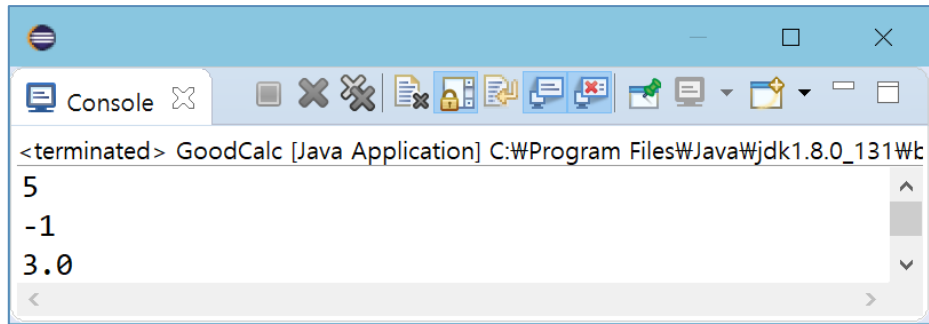 Console
<terminated> GoodCalc [Java Application] C:₩Program Files₩Java₩jdk1.8.0_131₩b
5
-1
3.0